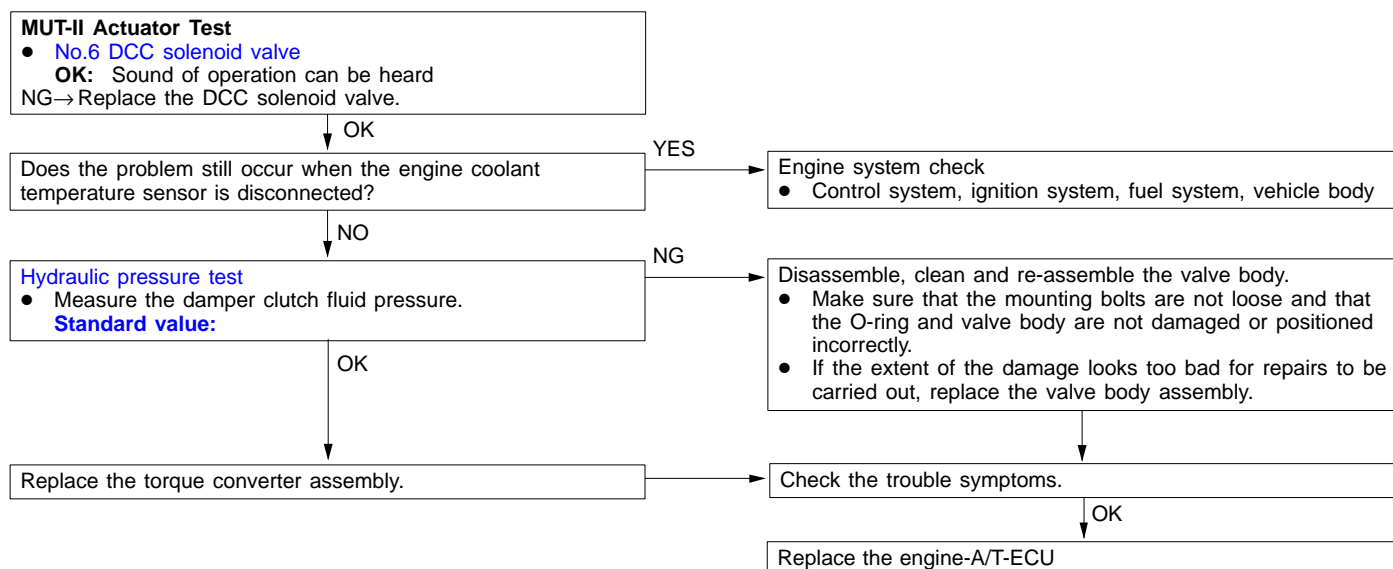 MUT-II Actuator Test
● No.6 DCC solenoid valve
OK: Sound of operation can be heard
NG→Replace the DCC solenoid valve.
OK
Does the problem still occur when the engine coolant
temperature sensor is disconnected?
YES
Engine system check
● Control system, ignition system, fuel system, vehicle body
NO
Hydraulic pressure test
● Measure the damper clutch fluid pressure.
Standard value:
NG
Disassemble, clean and re-assemble the valve body.
● Make sure that the mounting bolts are not loose and that
the O-ring and valve body are not damaged or positioned
incorrectly.
● If the extent of the damage looks too bad for repairs to be
carried out, replace the valve body assembly.
OK
Replace the torque converter assembly.
Check the trouble symptoms.
OK
Replace the engine-A/T-ECU